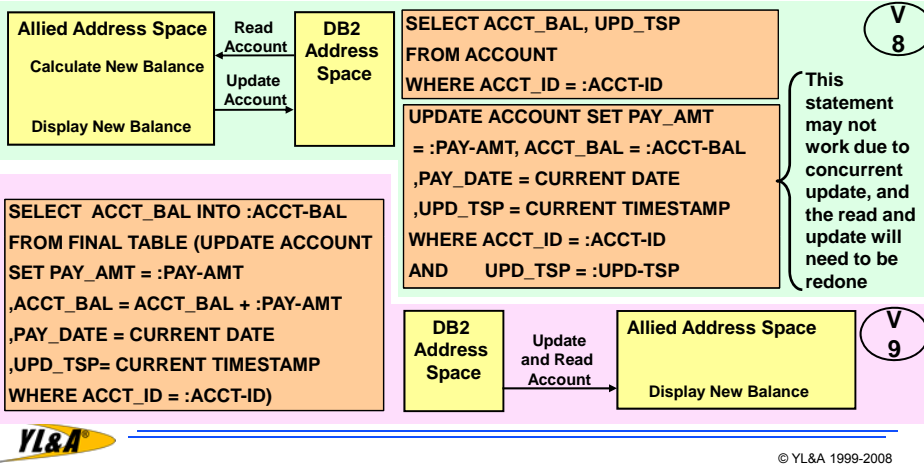 Allied Address Space
Calculate New Balance
Display New Balance
Read
Account
Update
Account
DB2
Address
Space
SELECT ACCT_BAL, UPD_TSP
FROM ACCOUNT
WHERE ACCT_ID = :ACCT-ID
V
8
UPDATE ACCOUNT SET PAY_AMT
= :PAY-AMT, ACCT_BAL = :ACCT-BAL
,PAY_DATE = CURRENT DATE
,UPD_TSP = CURRENT TIMESTAMP
WHERE ACCT_ID = :ACCT-ID
AND UPD_TSP = :UPD-TSP
This
statement
may not
work due to
concurrent
update, and
the read and
update will
need to be
redone
SELECT ACCT_BAL INTO :ACCT-BAL
FROM FINAL TABLE (UPDATE ACCOUNT
SET PAY_AMT = :PAY-AMT
,ACCT_BAL = ACCT_BAL + :PAY-AMT
,PAY_DATE = CURRENT DATE
,UPD_TSP= CURRENT TIMESTAMP
WHERE ACCT_ID = :ACCT-ID)
DB2
Address
Space
Update
and Read
Account
Allied Address Space
Display New Balance
V
9
YL&A®
© YL&A 1999-2008